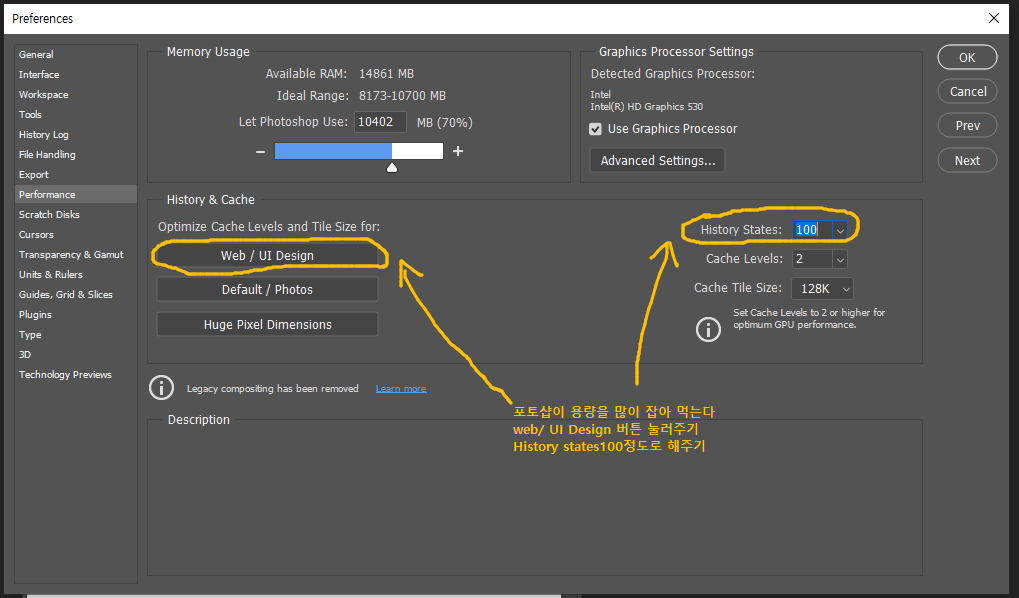 Preferences
General
Interface
Workspace
Tools
History Log
File Handling
Export
Performance
Scratch Disks
Cursors
Transparency & Gamut
Units & Rulers
Guides, Grid & Slices
Plugins
Type
3D
Technology Previews
Memory Usage
Available RAM: 14861 MB
Ideal Range: 8173-10700 MB
Let Photoshop Use: 10402 MB (70%)
Graphics Processor Settings
Detected Graphics Processor:
Intel
Intel(R) HD Graphics 530
Use Graphics Processor
Advanced Settings...
OK
Cancel
Prev
Next
History & Cache
Optimize Cache Levels and Tile Size for:
Web / UI Design
Default / Photos
Huge Pixel Dimensions
History States: 100
Cache Levels: 2
Cache Tile Size: 128K
Set Cache Levels to 2 or higher for
optimum GPU performance.
Legacy compositing has been removed Learn more
포토샵이 용량을 많이 잡아 먹는다
web/ UI Design 버튼 눌러주기
History states100정도로 해주기
Description